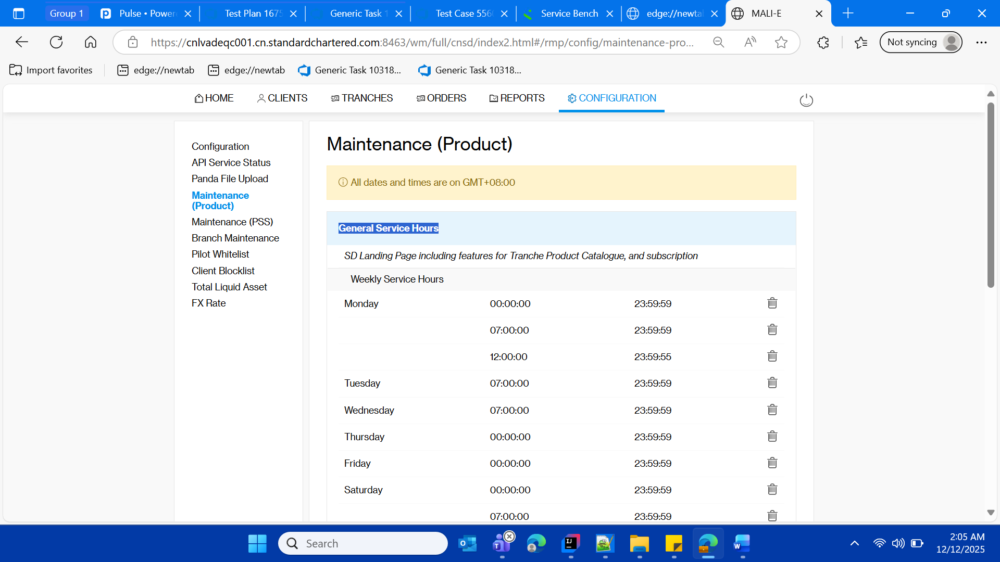 Group 1
Pulse • Power
Test Plan 1675
Generic Task 1
Test Case 5560
Service Bench
edge://newtab
MALI-E
https://cnlvadeqc001.cn.standardchartered.com:8463/wm/full/cnsd/index2.html#/rmp/config/maintenance-pro...
Not syncing
Import favorites
edge://newtab
edge://newtab
Generic Task 10318...
Generic Task 10318...
HOME
CLIENTS
TRANCHES
ORDERS
REPORTS
CONFIGURATION
Configuration
API Service Status
Panda File Upload
Maintenance
(Product)
Maintenance (PSS)
Branch Maintenance
Pilot Whitelist
Client Blocklist
Total Liquid Asset
FX Rate
Maintenance (Product)
All dates and times are on GMT+08:00
General Service Hours
SD Landing Page including features for Tranche Product Catalogue, and subscription
Weekly Service Hours
Monday 00:00:00 23:59:59
07:00:00 23:59:59
12:00:00 23:59:55
Tuesday 07:00:00 23:59:59
Wednesday 07:00:00 23:59:59
Thursday 00:00:00 23:59:59
Friday 00:00:00 23:59:59
Saturday 00:00:00 23:59:59
07:00:00 23:59:59
Search
2:05 AM
12/12/2025